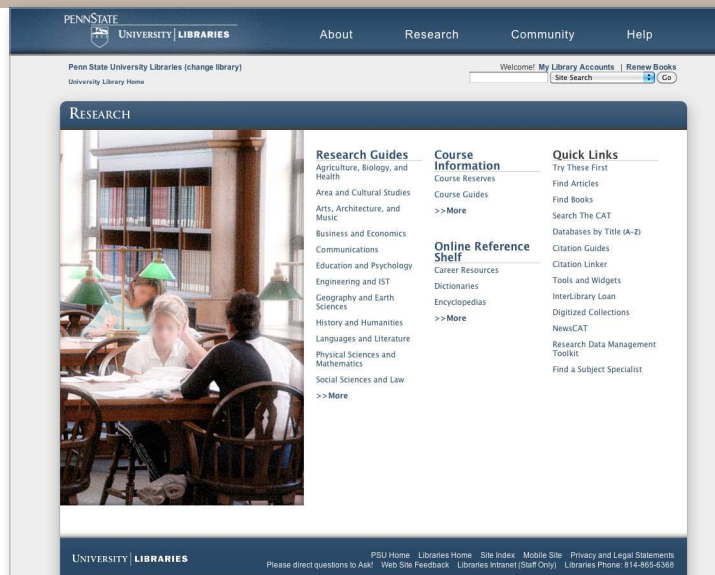 PENNSTATE
UNIVERSITY LIBRARIES
About
Research
Community
Help
Penn State University Libraries (change library)
University Library Home
Welcome! My Library Accounts | Renew Books
Site Search
Go
RESEARCH
Research Guides
Agriculture, Biology, and
Health
Area and Cultural Studies
Arts, Architecture, and
Music
Business and Economics
Communications
Education and Psychology
Engineering and IST
Geography and Earth
Sciences
History and Humanities
Languages and Literature
Physical Sciences and
Mathematics
Social Sciences and Law
>>More
Course
Information
Course Reserves
Course Guides
>>More
Online Reference
Shelf
Career Resources
Dictionaries
Encyclopedias
>>More
Quick Links
Try These First
Find Articles
Find Books
Search The CAT
Databases by Title (A-Z)
Citation Guides
Citation Linker
Tools and Widgets
InterLibrary Loan
Digitized Collections
NewsCAT
Research Data Management
Toolkit
Find a Subject Specialist
UNIVERSITY LIBRARIES
PSU Home Libraries Home Site Index Mobile Site Privacy and Legal Statements
Please direct questions to Ask! Web Site Feedback Libraries Intranet (Staff Only) Libraries Phone: 814-865-6368